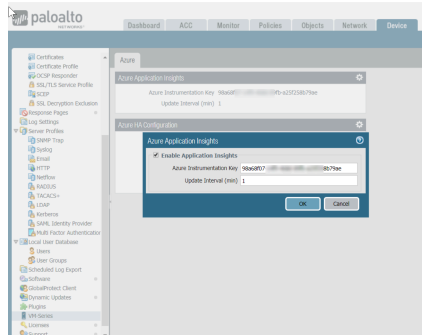 paloalto
NETWORKS
Dashboard
ACC
Monitor
Policies
Objects
Network
Device
Certificates
Certificate Profile
OCSP Responder
SSL/TLS Service Profile
SCEP
SSL Decryption Exclusion
Response Pages
Log Settings
Server Profiles
SNMP Trap
Syslog
Email
HTTP
Netflow
RADIUS
TACACS+
LDAP
Kerberos
SAML Identity Provider
Multi Factor Authentication
Local User Database
Users
User Groups
Scheduled Log Export
Software
GlobalProtect Client
Dynamic Updates
Plugins
VM-Series
Licenses
Support
Azure
Azure Application Insights
Azure Instrumentation Key 98a68f
Update Interval (min) 1
Azure HA Configuration
Azure Application Insights
Enable Application Insights
Azure Instrumentation Key 98a68f07 8b79ae
Update Interval (min) 1
OK
Cancel